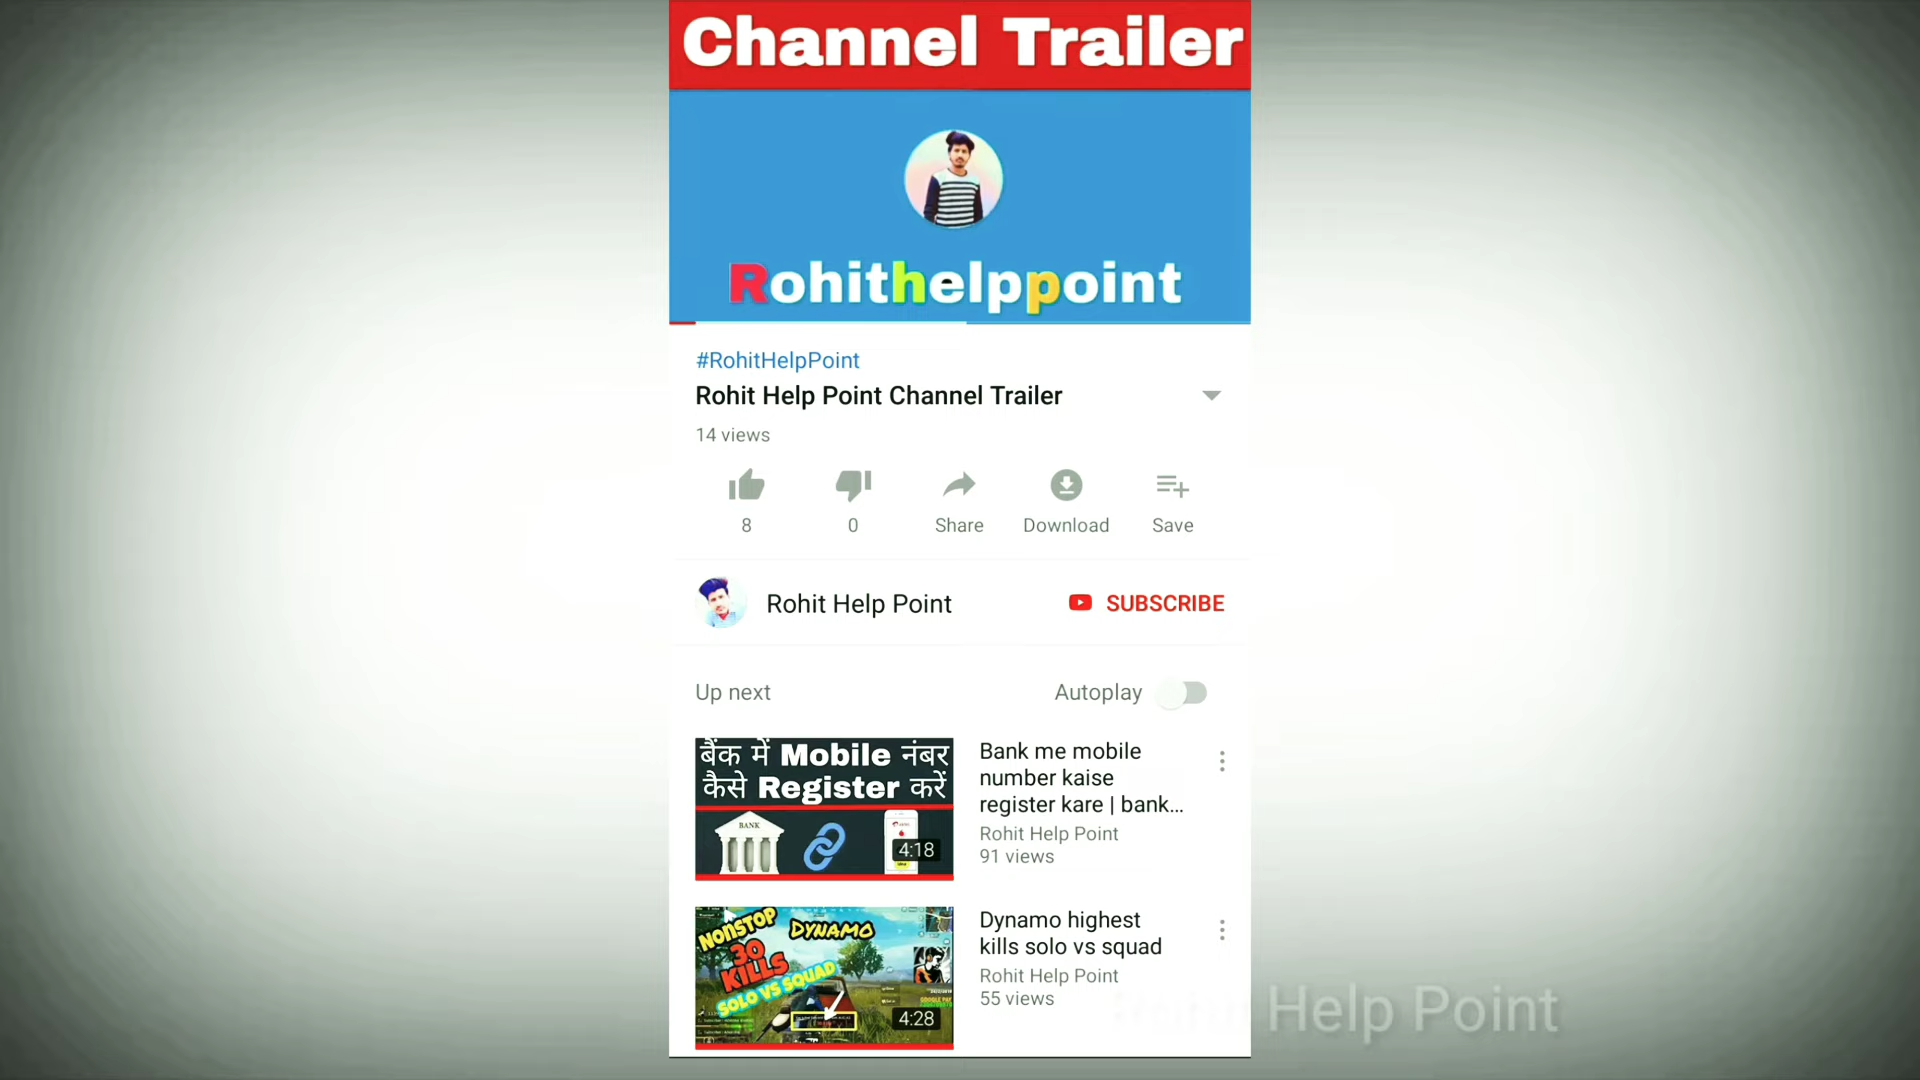 Channel Trailer
Rohithelppoint
#RohitHelpPoint
Rohit Help Point Channel Trailer
14 views
8
0
Share
Download
Save
Rohit Help Point
SUBSCRIBE
Up next
Autoplay
बैंक में Mobile नंबर
कैसे Register करें
BANK
4:18
Bank me mobile
number kaise
register kare | bank...
Rohit Help Point
91 views
NONSTOP
DYNAMO
30
KILLS
SOLO VS SQUAD
4:28
Dynamo highest
kills solo vs squad
Rohit Help Point
55 views
Rohit Help Point